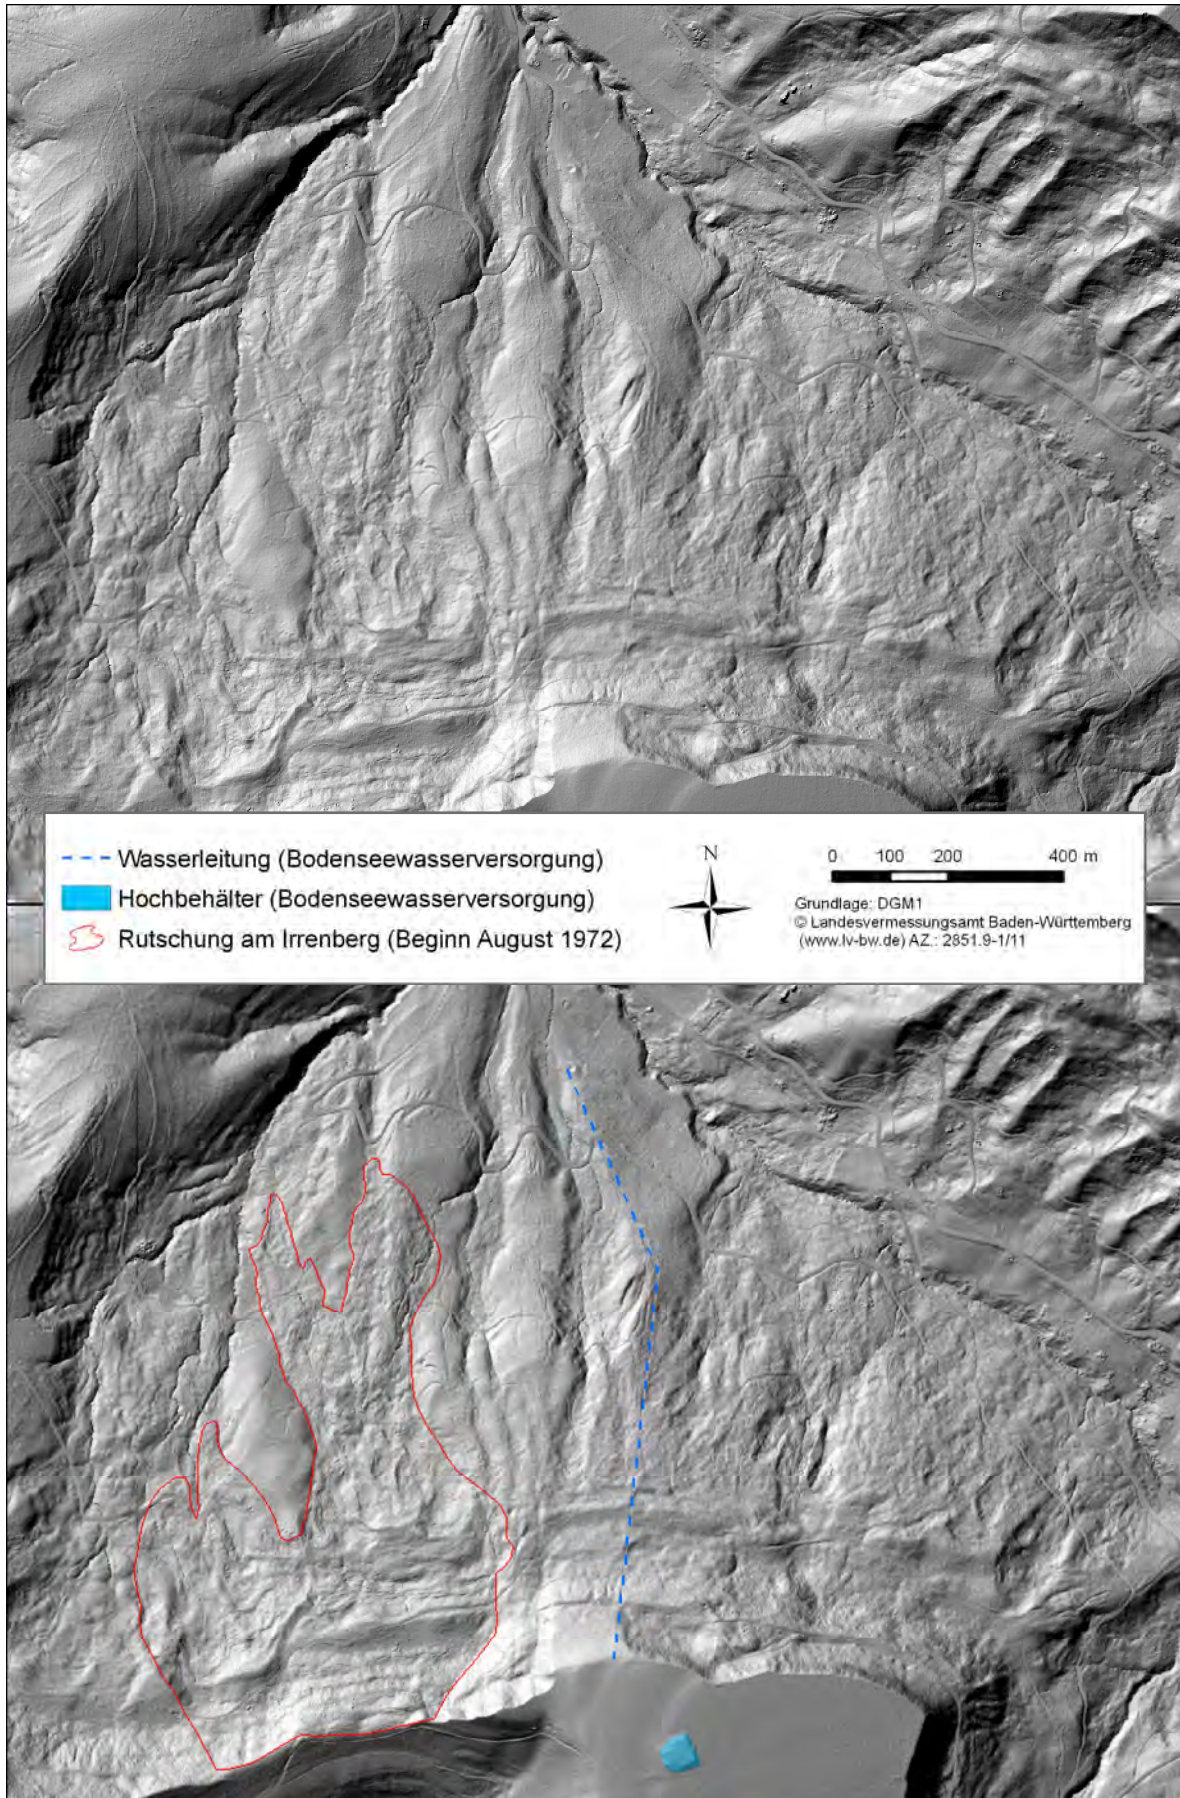 Wasserleitung (Bodenseewasserversorgung)
Hochbehälter (Bodenseewasserversorgung)
Rutschung am Irrenberg (Beginn August 1972)
N
0 100 200 400 m
Grundlage: DGM1
© Landesvermessungsamt Baden-Württemberg
(www.lv-bw.de) AZ.: 2851.9-1/11